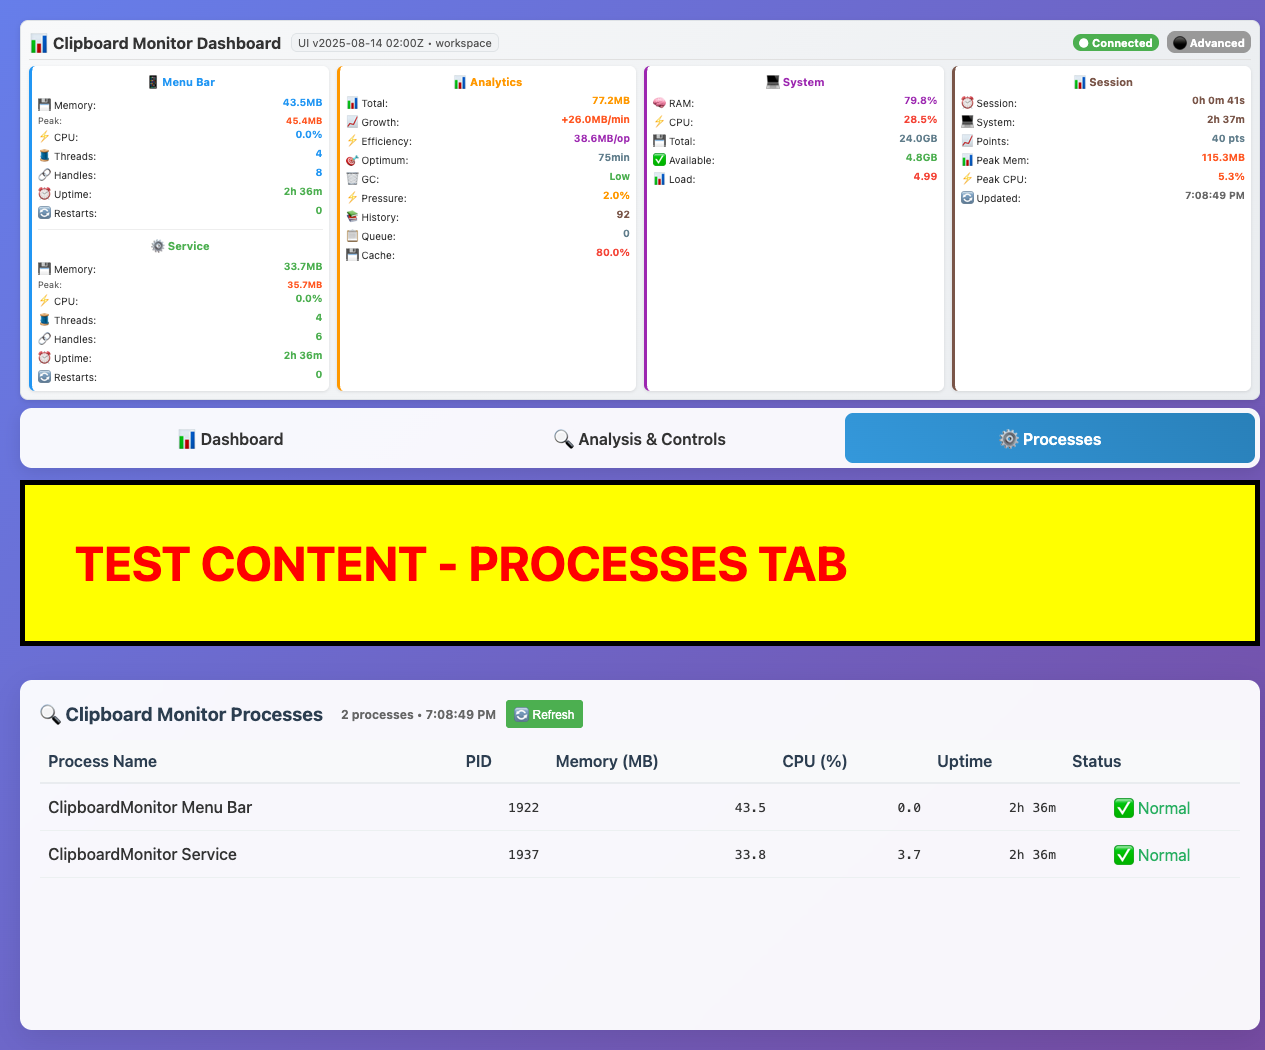 Clipboard Monitor Dashboard UI v2025-08-14 02:00Z • workspace Connected Advanced
Menu Bar
Memory: 43.5MB
Peak: 45.4MB
CPU: 0.0%
Threads: 4
Handles: 8
Uptime: 2h 36m
Restarts: 0
Service
Memory: 33.7MB
Peak: 35.7MB
CPU: 0.0%
Threads: 4
Handles: 6
Uptime: 2h 36m
Restarts: 0
Analytics
Total: 77.2MB
Growth: +26.0MB/min
Efficiency: 38.6MB/op
Optimum: 75min
GC: Low
Pressure: 2.0%
History: 92
Queue: 0
Cache: 80.0%
System
RAM: 79.8%
CPU: 28.5%
Total: 24.0GB
Available: 4.8GB
Load: 4.99
Session
Session: 0h 0m 41s
System: 2h 37m
Points: 40 pts
Peak Mem: 115.3MB
Peak CPU: 5.3%
Updated: 7:08:49 PM
Dashboard Analysis & Controls Processes
TEST CONTENT - PROCESSES TAB
Clipboard Monitor Processes 2 processes • 7:08:49 PM Refresh
Process Name PID Memory (MB) CPU (%) Uptime Status
ClipboardMonitor Menu Bar 1922 43.5 0.0 2h 36m Normal
ClipboardMonitor Service 1937 33.8 3.7 2h 36m Normal